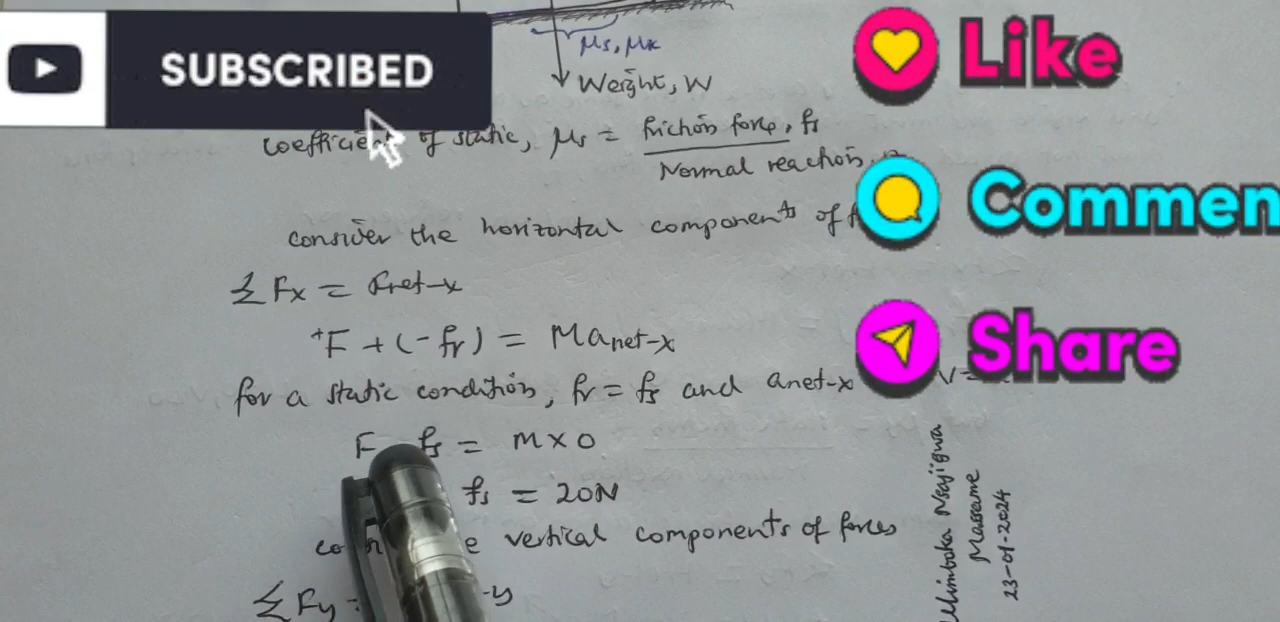 SUBSCRIBED
Like
Commen
Share
μs, μk
Weight, W
coefficient of static, μs = friction force, fs
Normal reaction,
consider the horizontal components of
ΣFx = Fnet-x
+F + (-fr) = Manet-x
for a static condition, fr = fs and anet-x
F fs = m×0
fs = 20N
vertical components of forces
ΣFy = -y
Nsajigwa
Massawe
23-01-2024